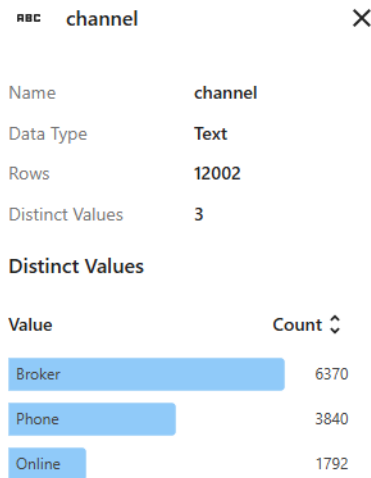 ABC channel
Name channel
Data Type Text
Rows 12002
Distinct Values 3
Distinct Values
Value Count
Broker 6370
Phone 3840
Online 1792